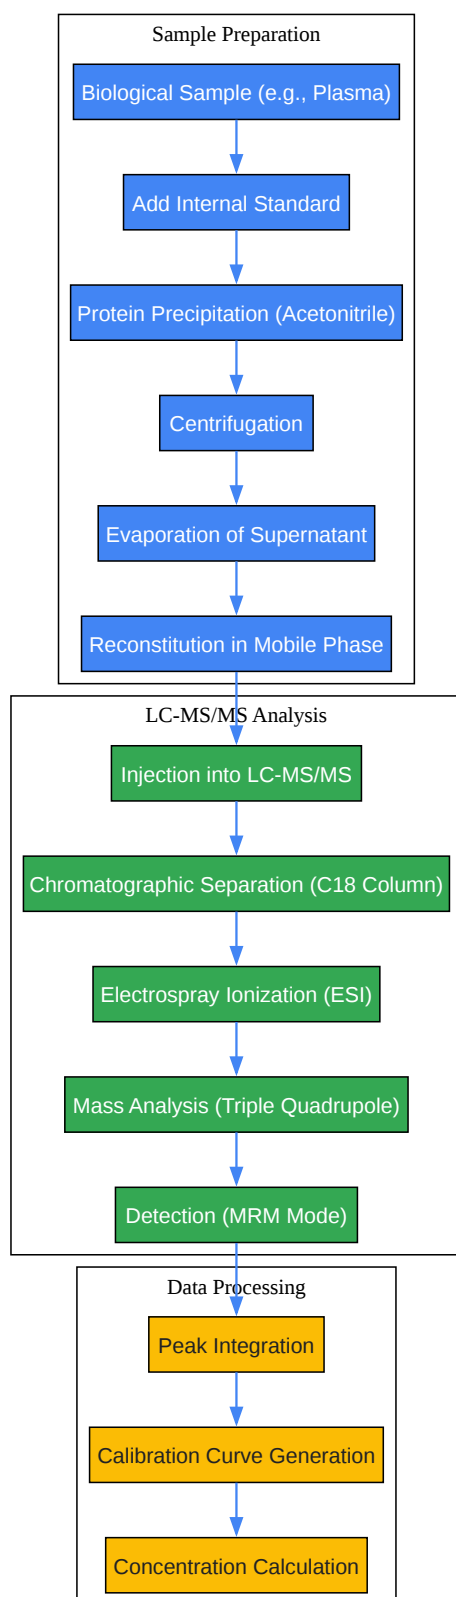 Sample Preparation
Biological Sample (e.g., Plasma)
Add Internal Standard
Protein Precipitation (Acetonitrile)
Centrifugation
Evaporation of Supernatant
Reconstitution in Mobile Phase
LC-MS/MS Analysis
Injection into LC-MS/MS
Chromatographic Separation (C18 Column)
Electrospray Ionization (ESI)
Mass Analysis (Triple Quadrupole)
Detection (MRM Mode)
Data Processing
Peak Integration
Calibration Curve Generation
Concentration Calculation